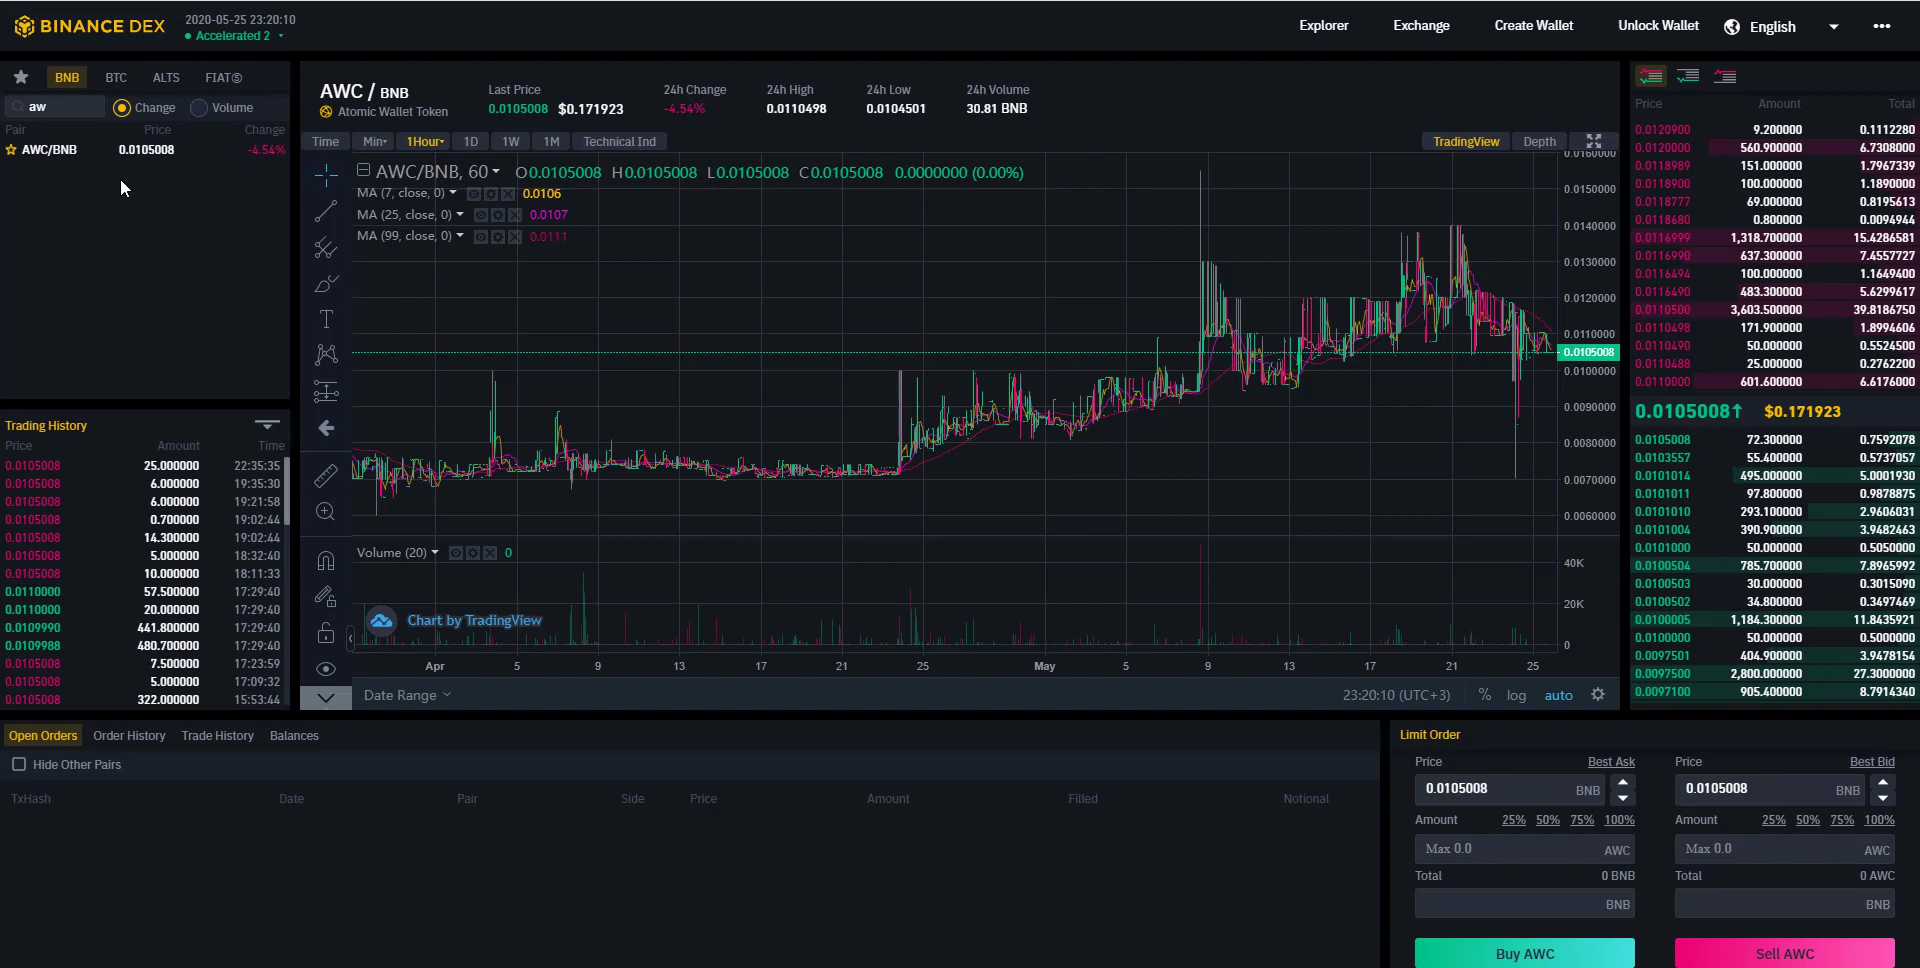 BINANCE DEX
2020-05-25 23:20:10
Accelerated 2
Explorer
Exchange
Create Wallet
Unlock Wallet
English
BNB BTC ALTS FIATⓈ
aw
Change
Volume
Pair Price Change
AWC/BNB 0.0105008 -4.54%
AWC / BNB
Atomic Wallet Token
Last Price
0.0105008 $0.171923
24h Change
-4.54%
24h High
0.0110498
24h Low
0.0104501
24h Volume
30.81 BNB
Time Min 1Hour 1D 1W 1M Technical Ind
TradingView Depth
AWC/BNB, 60 O0.0105008 H0.0105008 L0.0105008 C0.0105008 0.0000000 (0.00%)
MA (7, close, 0) 0.0106
MA (25, close, 0) 0.0107
MA (99, close, 0) 0.0111
0.0160000
0.0150000
0.0140000
0.0130000
0.0120000
0.0110000
0.0105008
0.0100000
0.0090000
0.0080000
0.0070000
0.0060000
Volume (20) 0
40K
20K
0
Chart by TradingView
Apr 5 9 13 17 21 25 May 5 9 13 17 21 25
Date Range
23:20:10 (UTC+3) % log auto
Trading History
Price Amount Time
0.0105008 25.000000 22:35:35
0.0105008 6.000000 19:35:30
0.0105008 6.000000 19:21:58
0.0105008 0.700000 19:02:44
0.0105008 14.300000 19:02:44
0.0105008 5.000000 18:32:40
0.0105008 10.000000 18:11:33
0.0110000 57.500000 17:29:40
0.0110000 20.000000 17:29:40
0.0109990 441.800000 17:29:40
0.0109988 480.700000 17:29:40
0.0105008 7.500000 17:23:59
0.0105008 5.000000 17:09:32
0.0105008 322.000000 15:53:44
Price Amount Total
0.0120900 9.200000 0.1112280
0.0120000 560.900000 6.7308000
0.0118989 151.000000 1.7967339
0.0118900 100.000000 1.1890000
0.0118777 69.000000 0.8195613
0.0118680 0.800000 0.0094944
0.0116999 1,318.700000 15.4286581
0.0116990 637.300000 7.4557727
0.0116494 100.000000 1.1649400
0.0116490 483.300000 5.6299617
0.0110500 3,603.500000 39.8186750
0.0110498 171.900000 1.8994606
0.0110490 50.000000 0.5524500
0.0110488 25.000000 0.2762200
0.0110000 601.600000 6.6176000
0.0105008↑ $0.171923
0.0105008 72.300000 0.7592078
0.0103557 55.400000 0.5737057
0.0101014 495.000000 5.0001930
0.0101011 97.800000 0.9878875
0.0101010 293.100000 2.9606031
0.0101004 390.900000 3.9482463
0.0101000 50.000000 0.5050000
0.0100504 785.700000 7.8965992
0.0100503 30.000000 0.3015090
0.0100502 34.800000 0.3497469
0.0100005 1,184.300000 11.8435921
0.0100000 50.000000 0.5000000
0.0097501 404.900000 3.9478154
0.0097500 2,800.000000 27.3000000
0.0097100 905.400000 8.7914340
Open Orders Order History Trade History Balances
Hide Other Pairs
TxHash Date Pair Side Price Amount Filled Notional
Limit Order
Price Best Ask
0.0105008 BNB
Amount 25% 50% 75% 100%
Max 0.0 AWC
Total 0 BNB
BNB
Buy AWC
Price Best Bid
0.0105008 BNB
Amount 25% 50% 75% 100%
Max 0.0 AWC
Total 0 AWC
BNB
Sell AWC